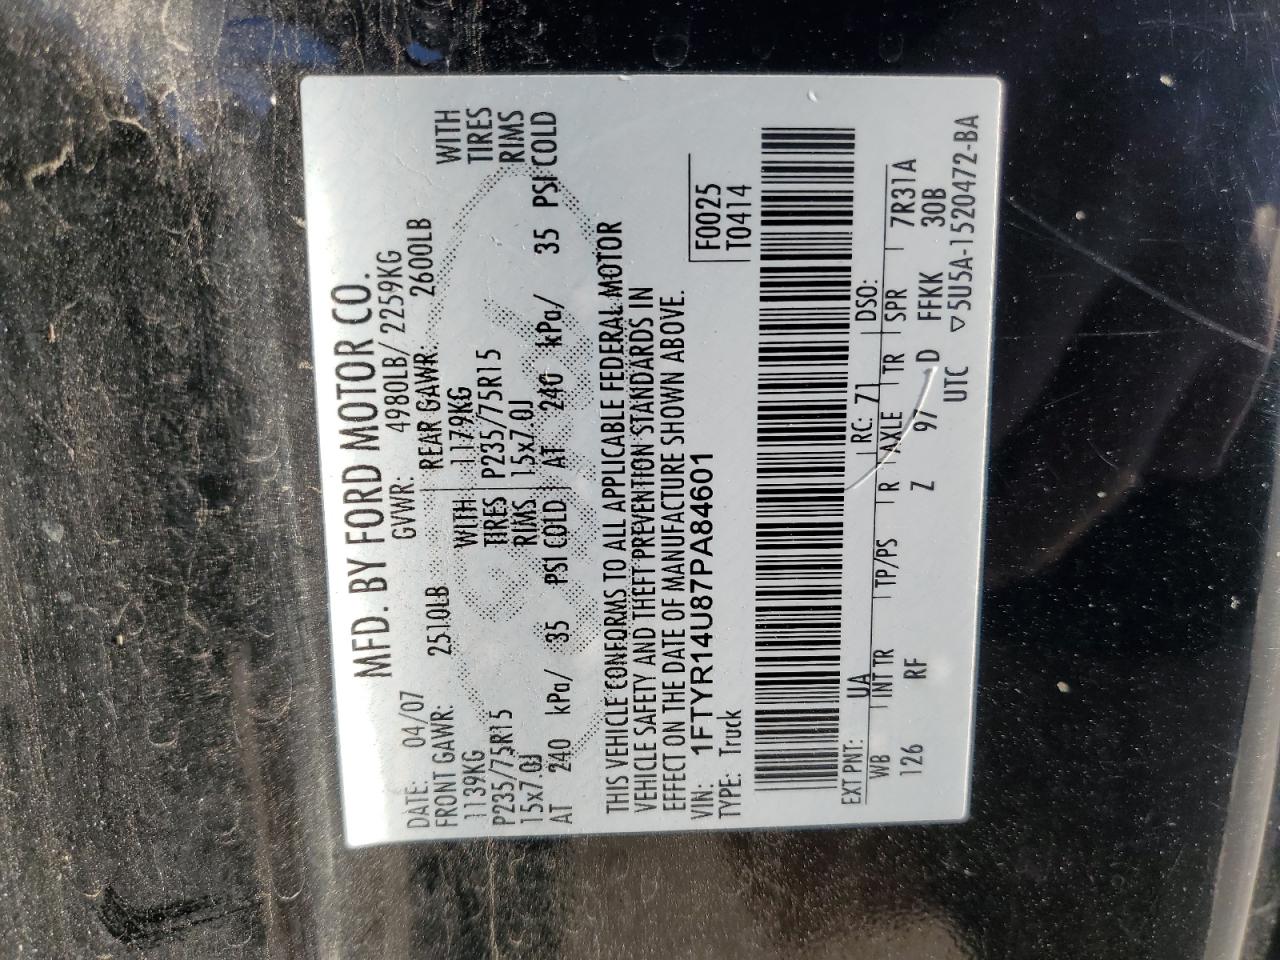 MFD. BY FORD MOTOR CO.
DATE: 04/07 GVWR: 4980LB/ 2259KG
FRONT GAWR: 2510LB REAR GAWR: 2600LB
1139KG WITH 1179KG WITH
P235/75R15 TIRES P235/75R15 TIRES
15x7.0J RIMS 15x7.0J RIMS
AT 240 kPa/ 35 PSI COLD AT 240 kPa/ 35 PSI COLD
THIS VEHICLE CONFORMS TO ALL APPLICABLE FEDERAL MOTOR
VEHICLE SAFETY AND THEFT PREVENTION STANDARDS IN
EFFECT ON THE DATE OF MANUFACTURE SHOWN ABOVE.
VIN: 1FTYR14U87PA84601 F0025
TYPE: Truck T0414
EXT PNT: UA RC: 71 DSO:
WB INT TR TP/PS R AXLE TR SPR 7R31A
126 RF Z 97 D FFKK 30B
UTC ▽5U5A-1520472-BA